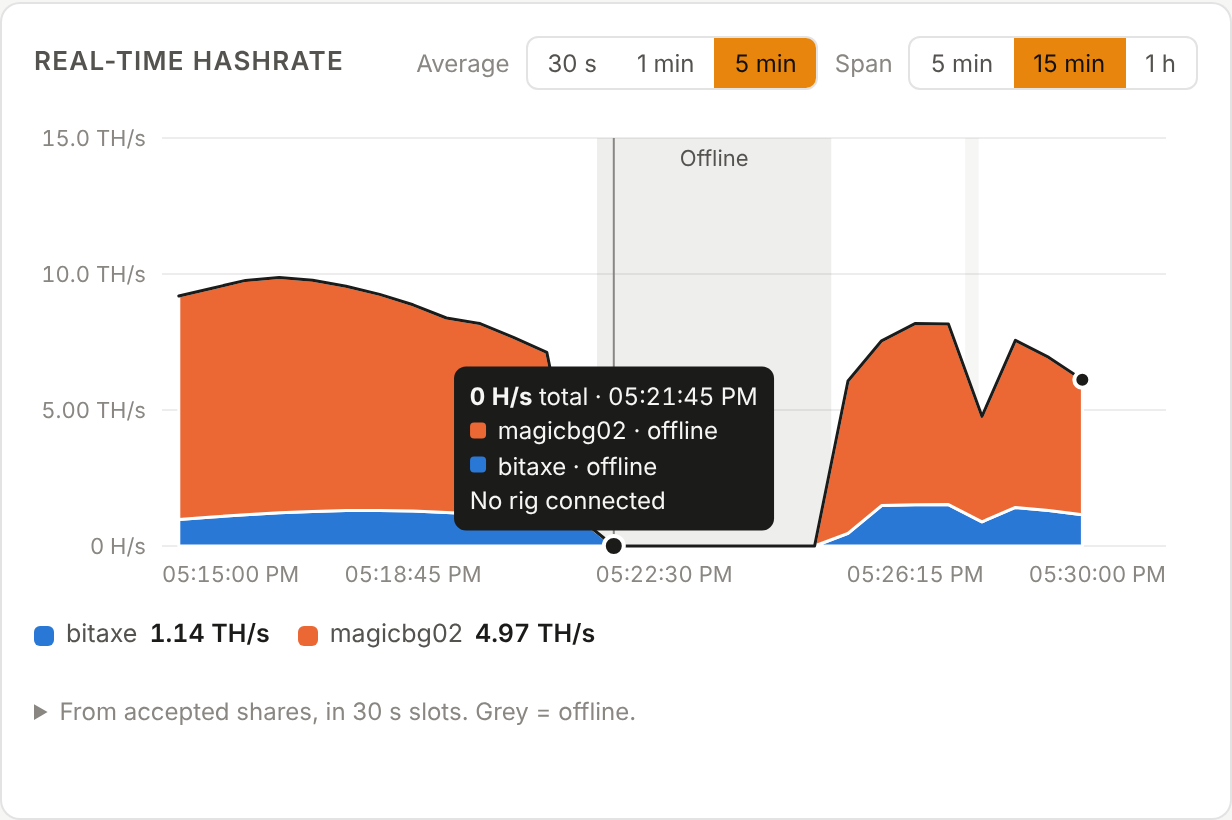 REAL-TIME HASHRATE
Average 30 s 1 min 5 min Span 5 min 15 min 1 h
15.0 TH/s
Offline
10.0 TH/s
5.00 TH/s
0 H/s total · 05:21:45 PM
magicbg02 · offline
bitaxe · offline
No rig connected
0 H/s
05:15:00 PM 05:18:45 PM 05:22:30 PM 05:26:15 PM 05:30:00 PM
bitaxe 1.14 TH/s magicbg02 4.97 TH/s
From accepted shares, in 30 s slots. Grey = offline.